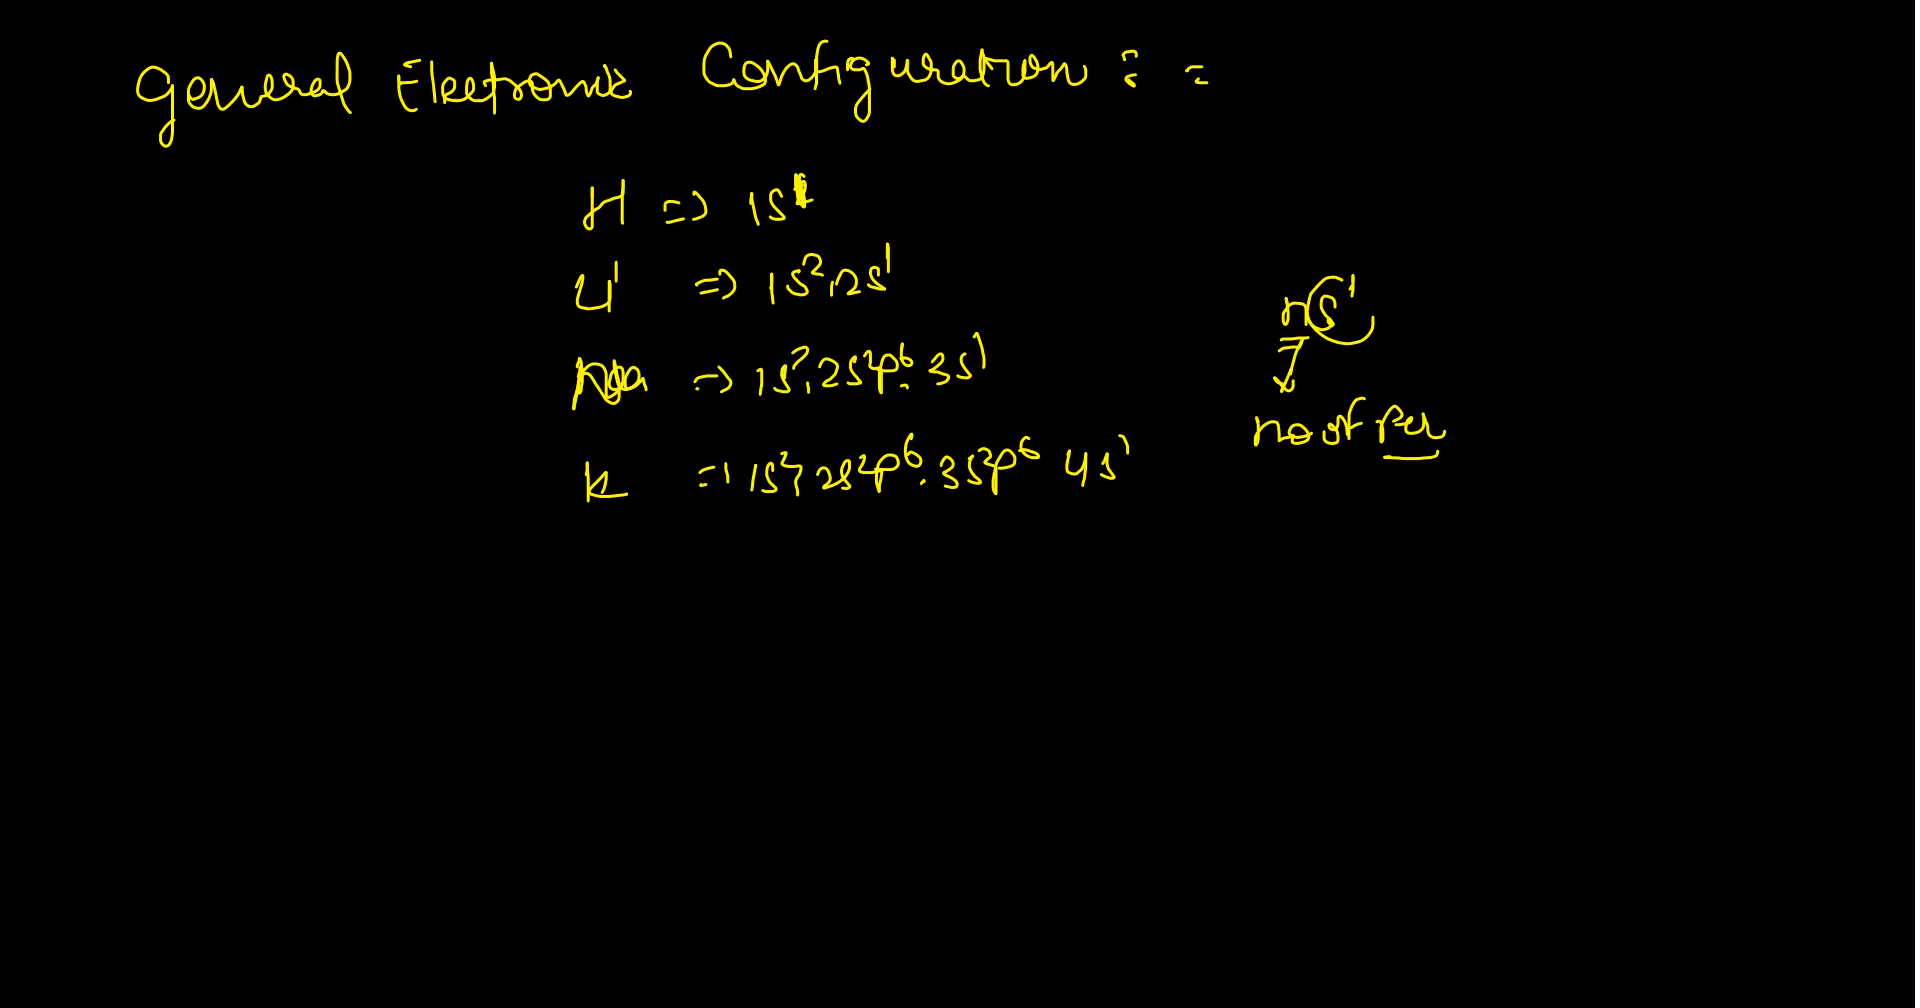 General Electronic Configuration : =
H => 1s¹
Li => 1s², 2s¹
Na => 1s², 2s²p⁶. 3s¹
K => 1s², 2s²p⁶. 3s²p⁶ 4s¹
ns¹
no of Per